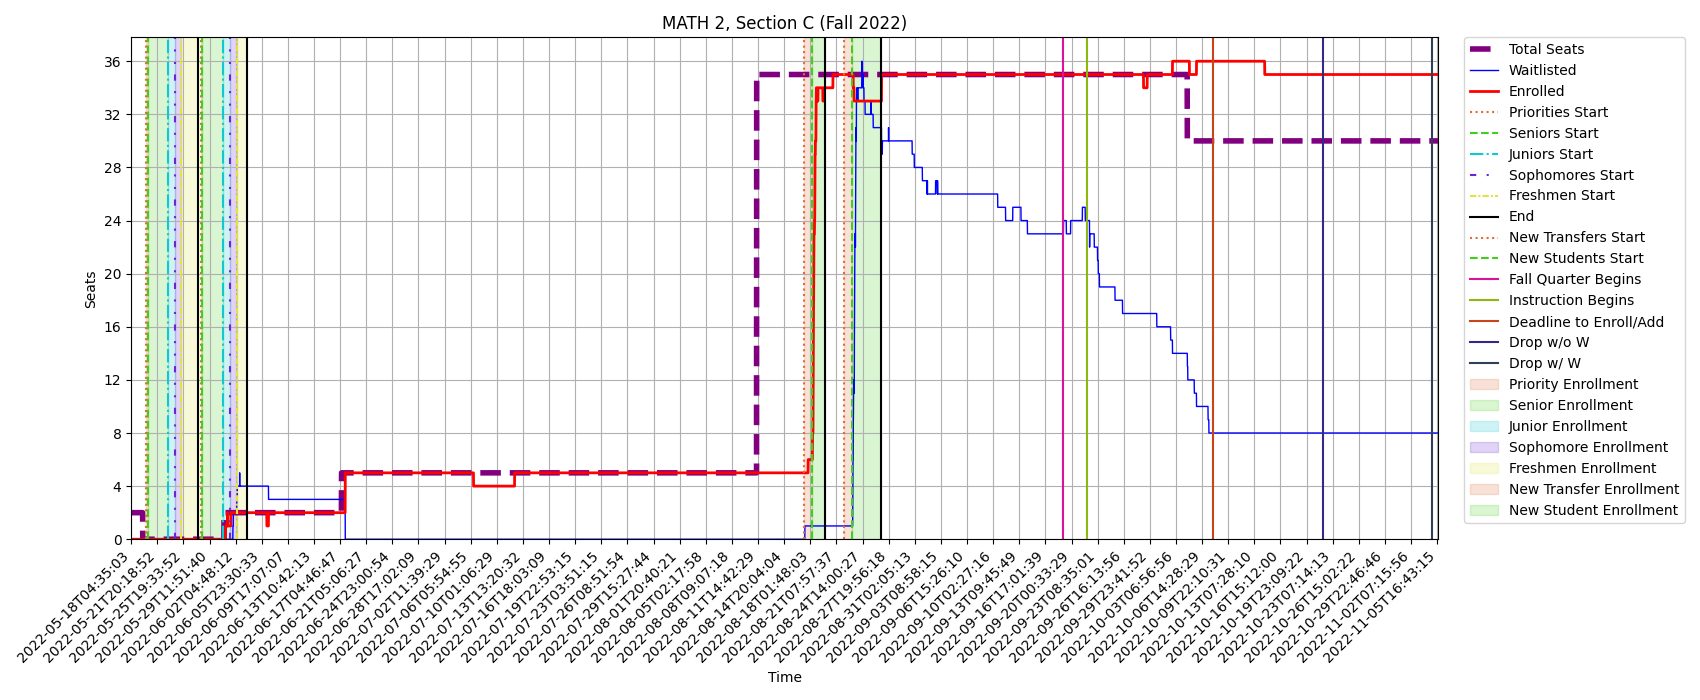 MATH 2, Section C (Fall 2022)
Seats
36
32
28
24
20
16
12
8
4
0
2022-05-18T04:35:03
2022-05-21T20:18:52
2022-05-25T19:33:52
2022-05-29T11:51:40
2022-06-02T04:48:12
2022-06-05T23:30:33
2022-06-09T17:07:07
2022-06-13T10:42:13
2022-06-17T04:46:47
2022-06-21T05:06:27
2022-06-24T23:00:54
2022-06-28T17:02:09
2022-07-02T11:39:29
2022-07-06T05:54:55
2022-07-10T01:06:29
2022-07-13T13:20:32
2022-07-16T18:03:09
2022-07-19T22:53:15
2022-07-23T03:51:15
2022-07-26T08:51:54
2022-07-29T15:27:44
2022-08-01T20:40:21
2022-08-05T02:17:58
2022-08-08T09:07:18
2022-08-11T14:42:29
2022-08-14T20:04:04
2022-08-18T01:48:03
2022-08-21T07:57:37
2022-08-24T14:00:27
2022-08-27T19:56:18
2022-08-31T02:05:13
2022-09-03T08:58:15
2022-09-06T15:26:10
2022-09-10T02:27:16
2022-09-13T09:45:49
2022-09-16T17:01:39
2022-09-20T00:33:29
2022-09-23T08:35:01
2022-09-26T16:13:56
2022-09-29T23:41:52
2022-10-03T06:56:56
2022-10-06T14:28:29
2022-10-09T22:10:31
2022-10-13T07:28:10
2022-10-16T15:12:00
2022-10-19T23:09:22
2022-10-23T07:14:13
2022-10-26T15:02:22
2022-10-29T22:46:46
2022-11-02T07:15:56
2022-11-05T16:43:15
Time
Total Seats
Waitlisted
Enrolled
Priorities Start
Seniors Start
Juniors Start
Sophomores Start
Freshmen Start
End
New Transfers Start
New Students Start
Fall Quarter Begins
Instruction Begins
Deadline to Enroll/Add
Drop w/o W
Drop w/ W
Priority Enrollment
Senior Enrollment
Junior Enrollment
Sophomore Enrollment
Freshmen Enrollment
New Transfer Enrollment
New Student Enrollment